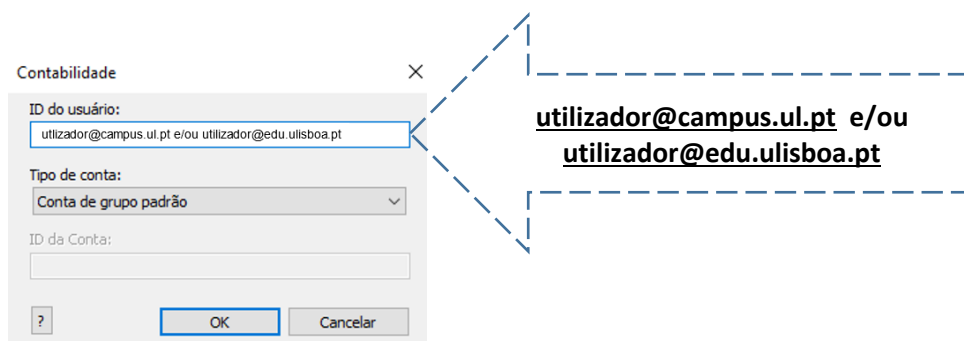 Contabilidade
ID do usuário:
utlizador@campus.ul.pt e/ou utilizador@edu.ulisboa.pt
Tipo de conta:
Conta de grupo padrão
ID da Conta:
?
OK
Cancelar
utilizador@campus.ul.pt e/ou
utilizador@edu.ulisboa.pt